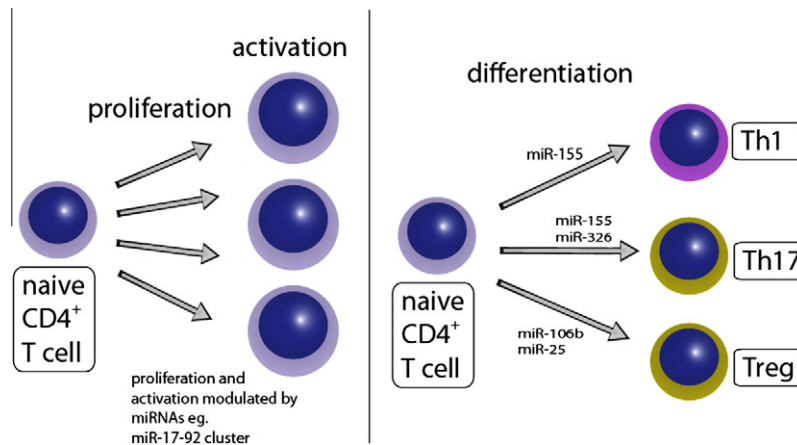 activation
proliferation
naive
CD4⁺
T cell
proliferation and
activation modulated by
miRNAs eg.
miR-17-92 cluster
differentiation
miR-155
Th1
miR-155
miR-326
Th17
naive
CD4⁺
T cell
miR-106b
miR-25
Treg